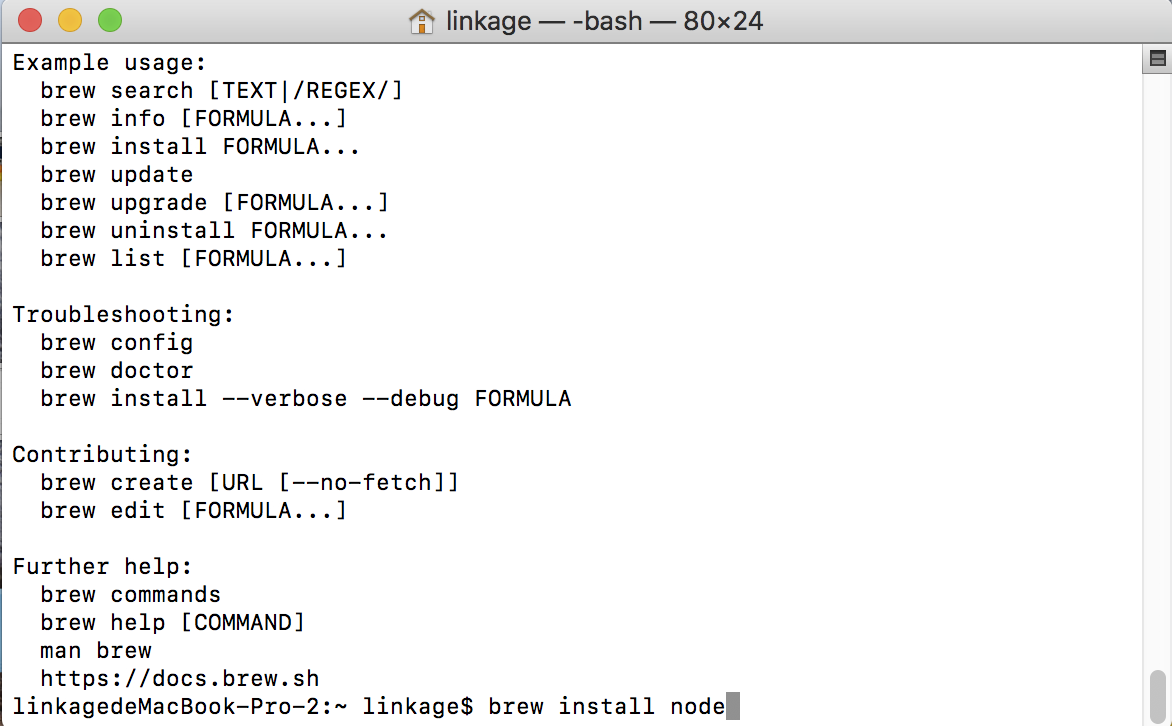 linkage — -bash — 80×24
Example usage:
  brew search [TEXT|/REGEX/]
  brew info [FORMULA...]
  brew install FORMULA...
  brew update
  brew upgrade [FORMULA...]
  brew uninstall FORMULA...
  brew list [FORMULA...]

Troubleshooting:
  brew config
  brew doctor
  brew install --verbose --debug FORMULA

Contributing:
  brew create [URL [--no-fetch]]
  brew edit [FORMULA...]

Further help:
  brew commands
  brew help [COMMAND]
  man brew
  https://docs.brew.sh
linkagedeMacBook-Pro-2:~ linkage$ brew install node